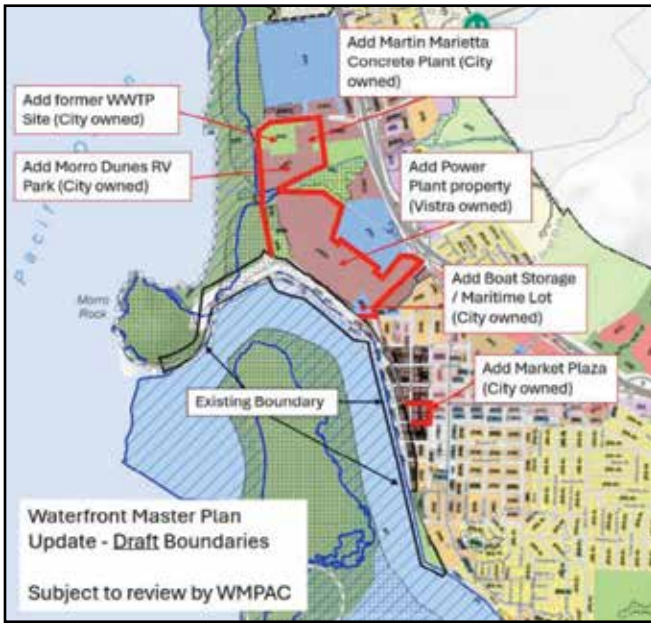 Add Martin Marietta
Concrete Plant (City
owned)
Add former WWTP
Site (City owned)
Add Morro Dunes RV
Park (City owned)
Add Power
Plant property
(Vistra owned)
Add Boat Storage
/ Maritime Lot
(City owned)
Add Market Plaza
(City owned)
Pacific
Morro
Rock
Existing Boundary
Waterfront Master Plan
Update - Draft Boundaries
Subject to review by WMPAC